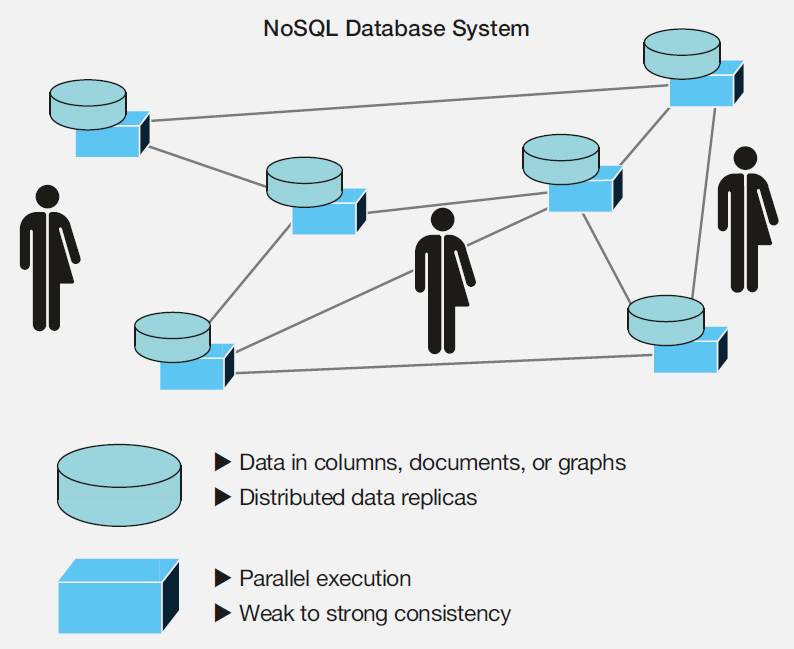 NoSQL Database System
▶ Data in columns, documents, or graphs
▶ Distributed data replicas
▶ Parallel execution
▶ Weak to strong consistency